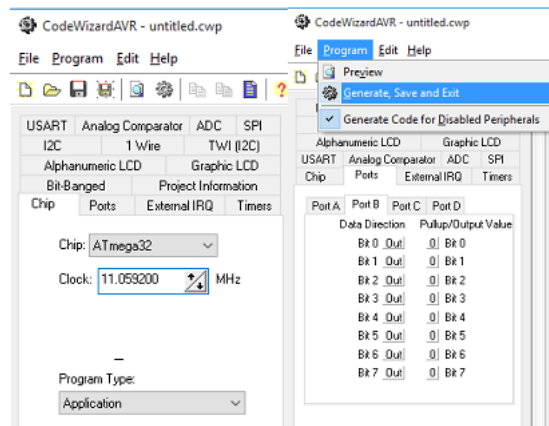 CodeWizardAVR - untitled.cwp
File Program Edit Help
USART Analog Comparator ADC SPI
I2C 1 Wire TWI (I2C)
Alphanumeric LCD Graphic LCD
Bit-Banged Project Information
Chip Ports External IRQ Timers
Chip: ATmega32
Clock: 11.059200 MHz
Program Type:
Application
CodeWizardAVR - untitled.cwp
File Program Edit Help
Preview
Generate, Save and Exit
Generate Code for Disabled Peripherals
Alphanumeric LCD Graphic LCD
USART Analog Comparator ADC SPI
Chip Ports External IRQ Timers
Port A Port B Port C Port D
Data Direction Pullup/Output Value
Bit 0 Out 0 Bit 0
Bit 1 Out 0 Bit 1
Bit 2 Out 0 Bit 2
Bit 3 Out 0 Bit 3
Bit 4 Out 0 Bit 4
Bit 5 Out 0 Bit 5
Bit 6 Out 0 Bit 6
Bit 7 Out 0 Bit 7